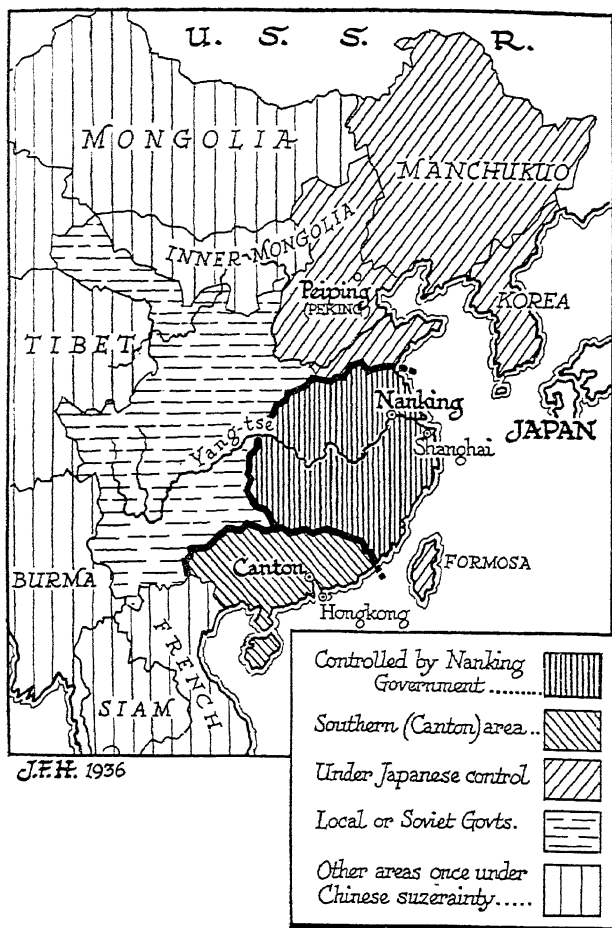 U. S. S. R.
MONGOLIA
MANCHUKUO
INNER-MONGOLIA
Peiping
(PEKING)
KOREA
TIBET
Nanking
Yang-tse
JAPAN
Shanghai
BURMA
Canton
FORMOSA
Hongkong
FRENCH
SIAM
Controlled by Nanking
Government..........
Southern (Canton) area..
Under Japanese control
Local or Soviet Govts.
Other areas once under
Chinese suzerainty.....
J.F.H. 1936